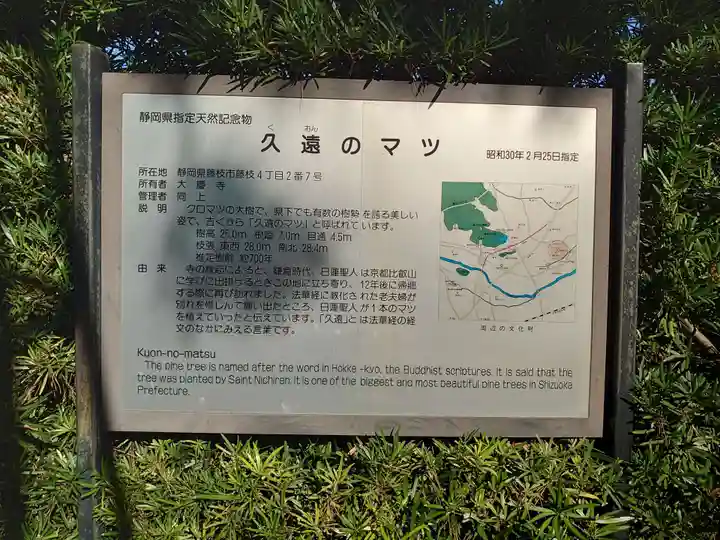 静岡県指定天然記念物
く おん
久遠のマツ
昭和30年2月25日指定
所在地 静岡県藤枝市藤枝4丁目2番7号
所有者 大慶寺
管理者 同上
説明 クロマツの大樹で、県下でも有数の樹勢を誇る美しい
姿で、古くから「久遠のマツ」と呼ばれています。
樹高 25.0m 根廻 7.0m 目通 4.5m
枝張 東西 28.0m 南北 28.4m
推定樹齢 約700年
由来 寺の縁起によると、鎌倉時代、日蓮聖人は京都比叡山
に学びに出掛けるときこの地に立ち寄り、12年後に帰郷
する際に再び訪れました。法華経に教化された老夫婦が
別れを惜しんで願い出たところ、日蓮聖人が1本のマツ
を植えていったと伝えています。「久遠」とは法華経の経
文のなかにみえる言葉です。
周辺の文化財
Kuon-no-matsu
The pine tree is named after the word in Hokke -kyo, the Buddhist scriptures. It is said that the
tree was planted by Saint Nichiren. It is one of the biggest and most beautiful pine trees in Shizuoka
Prefecture.